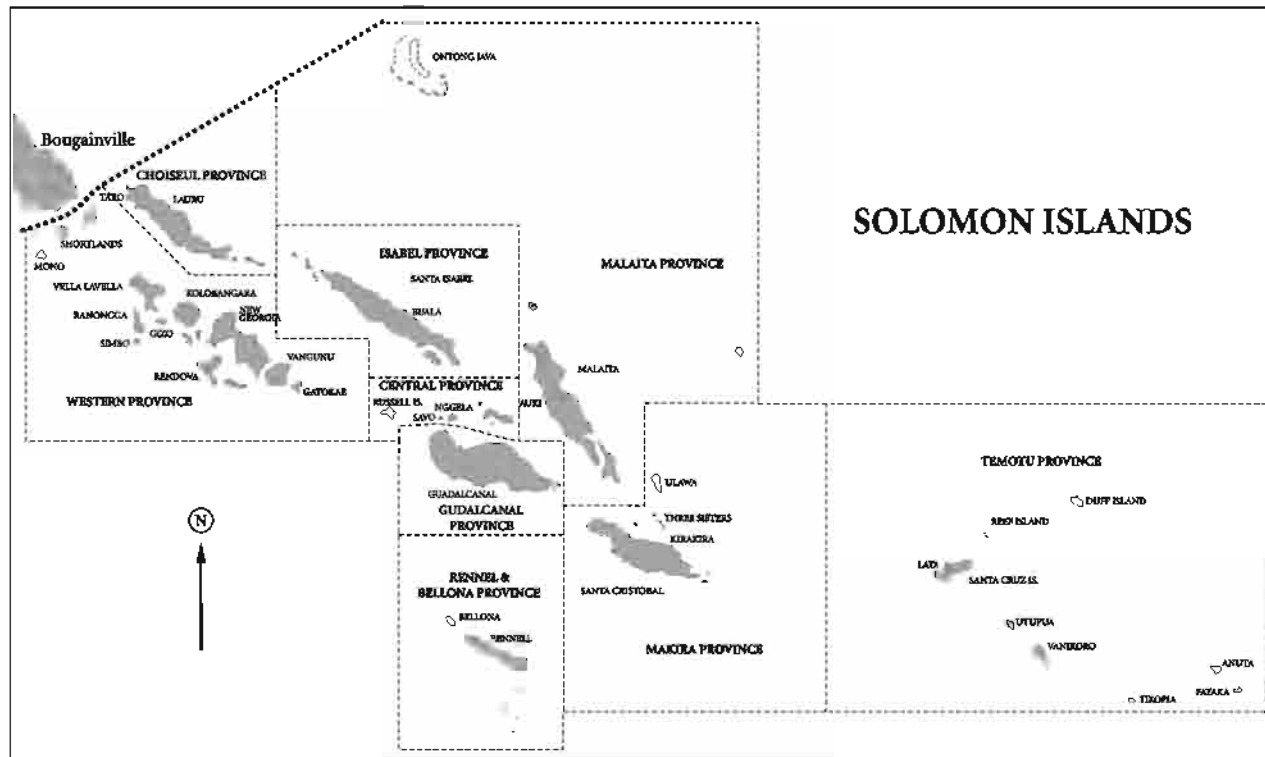 ONTONG JAVA
Bougainville
CHOISEUL PROVINCE
TARO
LAURU
SOLOMON ISLANDS
SHORTLANDS
MONO
ISABEL PROVINCE
SANTA ISABEL
MALAITA PROVINCE
VELLA LAVELLA
KOLOBANGARA
RANONGGA
GIZO
NEW
GEORGIA
BUALA
SIMBO
VANGUNU
RENDOVA
GATOKAE
MALAITA
WESTERN PROVINCE
CENTRAL PROVINCE
RUSSELL IS.
NGGELA
SAVO
AUKI
TEMOTU PROVINCE
ULAWA
DUFF ISLAND
GUADALCANAL
GUDALCANAL
PROVINCE
THREE SISTERS
KIRAKIRA
REEF ISLAND
LATA
SANTA CRUZ IS.
N
RENNEL &
BELLONA PROVINCE
SANTA CRISTOBAL
BELLONA
RENNELL
UTUPUA
MAKIRA PROVINCE
VANIKORO
ANUTA
FATAKA
TIKOPIA